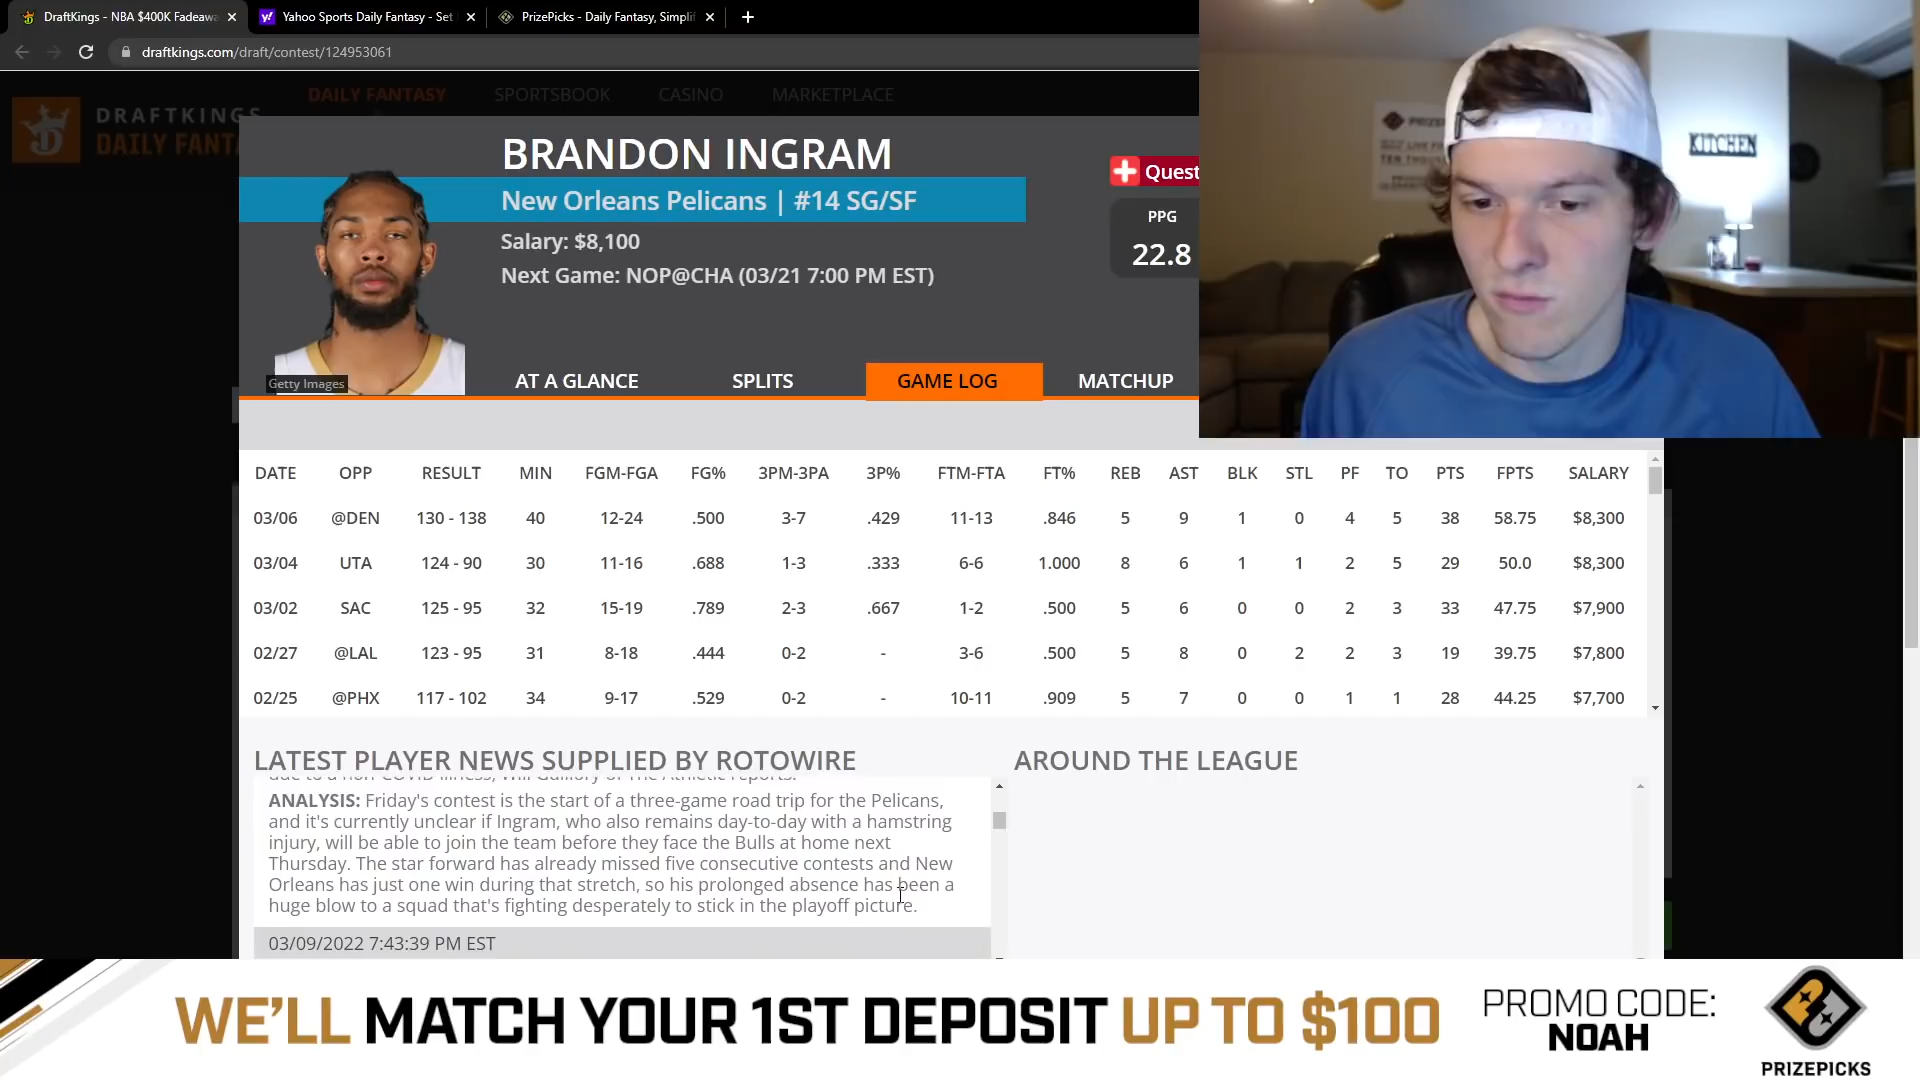 DraftKings - NBA $400K Fadeaw
Yahoo Sports Daily Fantasy - Set
PrizePicks - Daily Fantasy, Simplif
draftkings.com/draft/contest/124953061
DAILY FANTASY SPORTSBOOK CASINO MARKETPLACE
DRAFTKINGS
DAILY FANT
BRANDON INGRAM
New Orleans Pelicans | #14 SG/SF
Salary: $8,100
Next Game: NOP@CHA (03/21 7:00 PM EST)
Quest
PPG
22.8
Getty Images
AT A GLANCE SPLITS GAME LOG MATCHUP
KITCHEN
DATE OPP RESULT MIN FGM-FGA FG% 3PM-3PA 3P% FTM-FTA FT% REB AST BLK STL PF TO PTS FPTS SALARY
03/06 @DEN 130 - 138 40 12-24 .500 3-7 .429 11-13 .846 5 9 1 0 4 5 38 58.75 $8,300
03/04 UTA 124 - 90 30 11-16 .688 1-3 .333 6-6 1.000 8 6 1 1 2 5 29 50.0 $8,300
03/02 SAC 125 - 95 32 15-19 .789 2-3 .667 1-2 .500 5 6 0 0 2 3 33 47.75 $7,900
02/27 @LAL 123 - 95 31 8-18 .444 0-2 - 3-6 .500 5 8 0 2 2 3 19 39.75 $7,800
02/25 @PHX 117 - 102 34 9-17 .529 0-2 - 10-11 .909 5 7 0 0 1 1 28 44.25 $7,700
LATEST PLAYER NEWS SUPPLIED BY ROTOWIRE
AROUND THE LEAGUE
due to a non-COVID illness, Will Guillory of The Athletic reports.
ANALYSIS: Friday's contest is the start of a three-game road trip for the Pelicans,
and it's currently unclear if Ingram, who also remains day-to-day with a hamstring
injury, will be able to join the team before they face the Bulls at home next
Thursday. The star forward has already missed five consecutive contests and New
Orleans has just one win during that stretch, so his prolonged absence has been a
huge blow to a squad that's fighting desperately to stick in the playoff picture.
03/09/2022 7:43:39 PM EST
WE'LL MATCH YOUR 1ST DEPOSIT UP TO $100
PROMO CODE:
NOAH
PRIZEPICKS